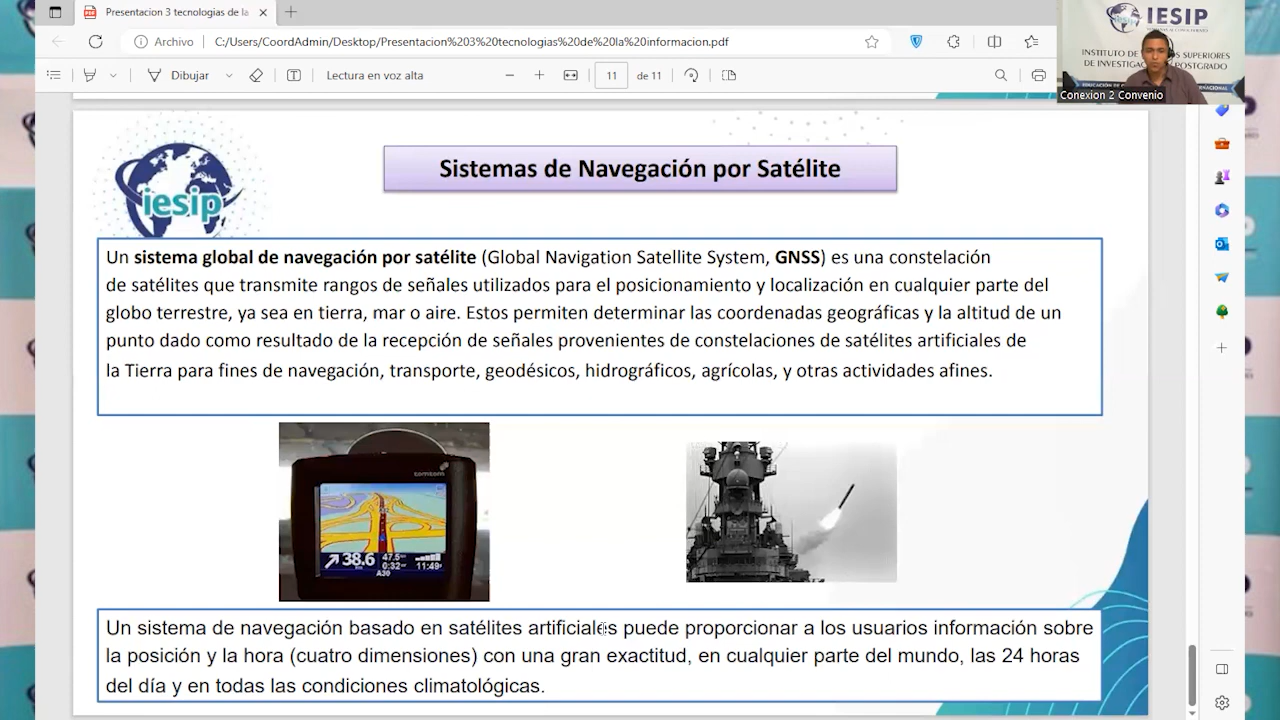 Presentacion 3 tecnologias de la
Archivo
C:/Users/CoordAdmin/Desktop/Presentacion%203%20tecnologias%20de%20la%20informacion.pdf
Dibujar
Lectura en voz alta
11
de 11
IESIP
EDUCACIÓN DE
Conexion 2 Convenio
iesip
Sistemas de Navegación por Satélite
Un sistema global de navegación por satélite (Global Navigation Satellite System, GNSS) es una constelación
de satélites que transmite rangos de señales utilizados para el posicionamiento y localización en cualquier parte del
globo terrestre, ya sea en tierra, mar o aire. Estos permiten determinar las coordenadas geográficas y la altitud de un
punto dado como resultado de la recepción de señales provenientes de constelaciones de satélites artificiales de
la Tierra para fines de navegación, transporte, geodésicos, hidrográficos, agrícolas, y otras actividades afines.
tomtom
38.6
47.5
0:32
11:49
A30
Un sistema de navegación basado en satélites artificiales puede proporcionar a los usuarios información sobre
la posición y la hora (cuatro dimensiones) con una gran exactitud, en cualquier parte del mundo, las 24 horas
del día y en todas las condiciones climatológicas.